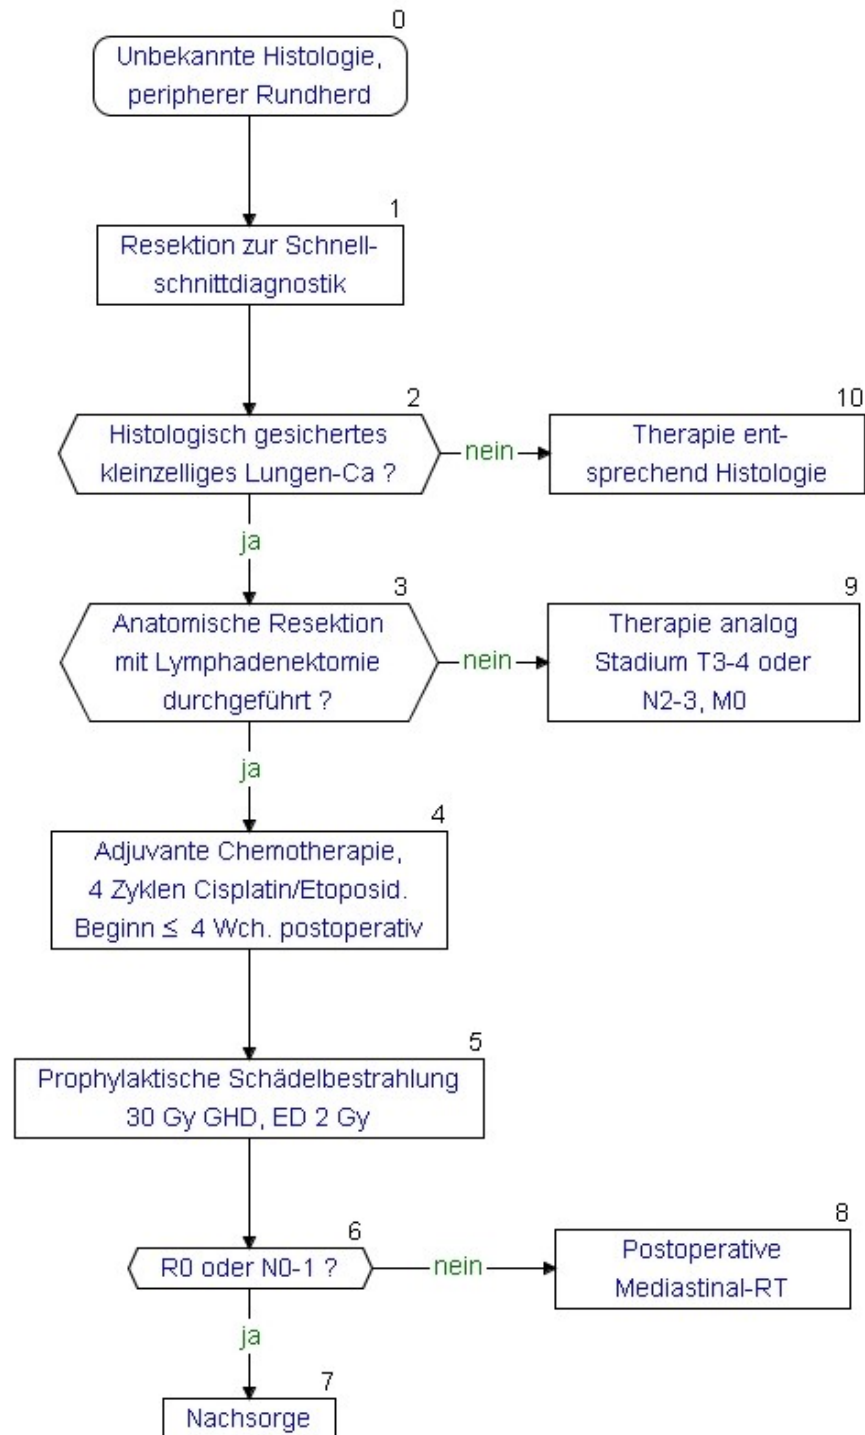 0
Unbekannte Histologie,
peripherer Rundherd
1
Resektion zur Schnell-
schnittdiagnostik
2
Histologisch gesichertes
kleinzelliges Lungen-Ca ?
nein
10
Therapie ent-
sprechend Histologie
ja
3
Anatomische Resektion
mit Lymphadenektomie
durchgeführt ?
nein
9
Therapie analog
Stadium T3-4 oder
N2-3, M0
ja
4
Adjuvante Chemotherapie,
4 Zyklen Cisplatin/Etoposid.
Beginn ≤ 4 Wch. postoperativ
5
Prophylaktische Schädelbestrahlung
30 Gy GHD, ED 2 Gy
6
R0 oder N0-1 ?
nein
8
Postoperative
Mediastinal-RT
ja
7
Nachsorge